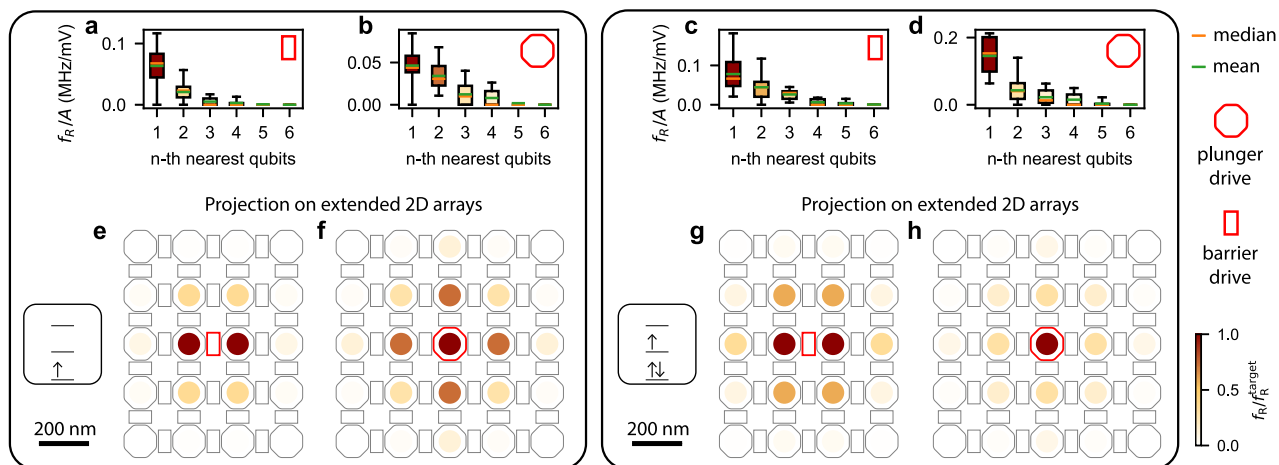 a
b
c
d
f_R/A (MHz/mV)
0.1
0.0
1 2 3 4 5 6
n-th nearest qubits
0.05
0.00
1 2 3 4 5 6
n-th nearest qubits
f_R/A (MHz/mV)
0.1
0.0
1 2 3 4 5 6
n-th nearest qubits
0.2
0.0
1 2 3 4 5 6
n-th nearest qubits
median
mean
plunger
drive
barrier
drive
Projection on extended 2D arrays
e
f
200 nm
Projection on extended 2D arrays
g
h
200 nm
1.0
0.5
0.0
f_R/f_R^target